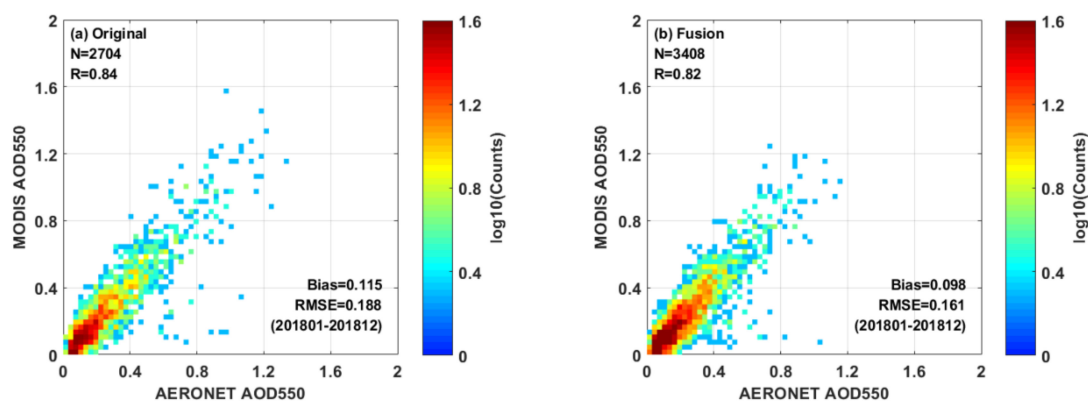 (a) Original
N=2704
R=0.84
Bias=0.115
RMSE=0.188
(201801-201812)
2
1.6
1.2
0.8
0.4
0
0
0.4
0.8
1.2
1.6
2
MODIS AOD550
AERONET AOD550
1.6
1.2
0.8
0.4
0
log10(Counts)
(b) Fusion
N=3408
R=0.82
Bias=0.098
RMSE=0.161
(201801-201812)
2
1.6
1.2
0.8
0.4
0
0
0.4
0.8
1.2
1.6
2
MODIS AOD550
AERONET AOD550
1.6
1.2
0.8
0.4
0
log10(Counts)